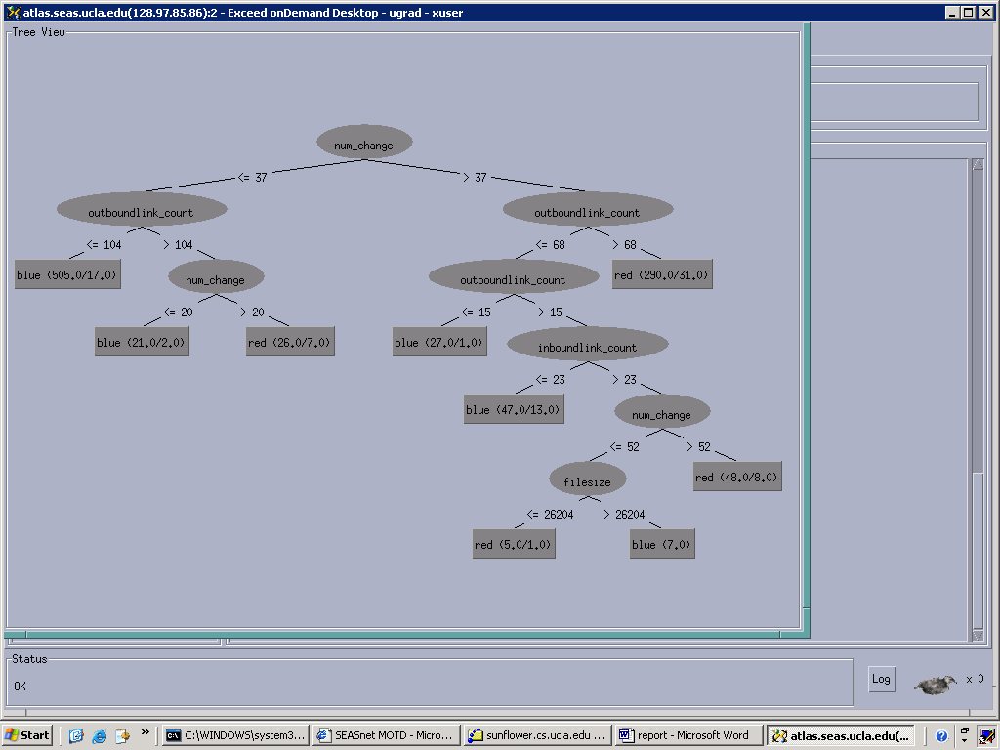 atlas.seas.ucla.edu(128.97.85.86):2 - Exceed onDemand Desktop - ugrad - xuser
Tree View
num_change
<= 37
> 37
outboundlink_count
outboundlink_count
<= 104
> 104
<= 68
> 68
blue (505.0/17.0)
num_change
outboundlink_count
red (290.0/31.0)
<= 20
> 20
<= 15
> 15
blue (21.0/2.0)
red (26.0/7.0)
blue (27.0/1.0)
inboundlink_count
<= 23
> 23
blue (47.0/13.0)
num_change
<= 52
> 52
filesize
red (48.0/8.0)
<= 26204
> 26204
red (5.0/1.0)
blue (7.0)
Status
OK
Log
x 0
Start
»
C:\WINDOWS\system3...
SEASnet MOTD - Micro...
sunflower.cs.ucla.edu ...
report - Microsoft Word
atlas.seas.ucla.edu(...